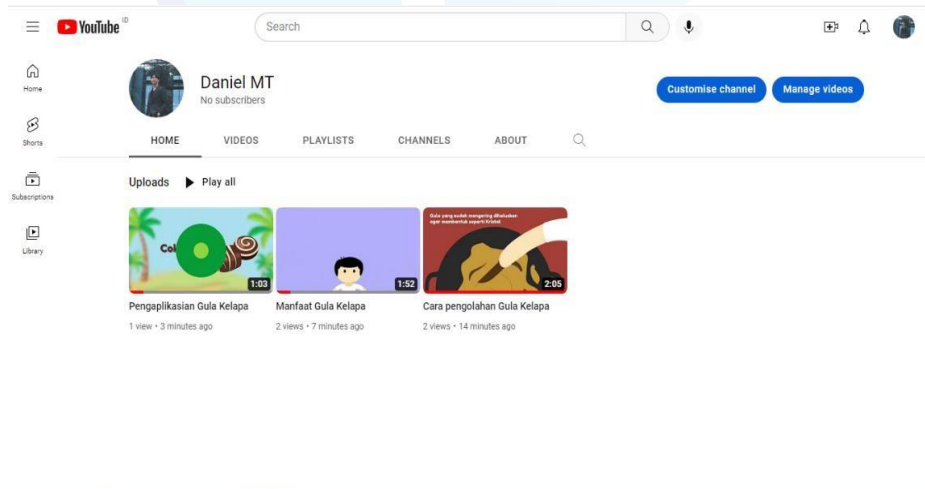 YouTube ID
Search
Home
Shorts
Subscriptions
Library
Daniel MT
No subscribers
Customise channel
Manage videos
HOME VIDEOS PLAYLISTS CHANNELS ABOUT
Uploads Play all
Gula yang sudah mengering dihaluskan
agar membentuk seperti Kristal
Col
1:03
1:52
2:05
Pengaplikasian Gula Kelapa
1 view • 3 minutes ago
Manfaat Gula Kelapa
2 views • 7 minutes ago
Cara pengolahan Gula Kelapa
2 views • 14 minutes ago